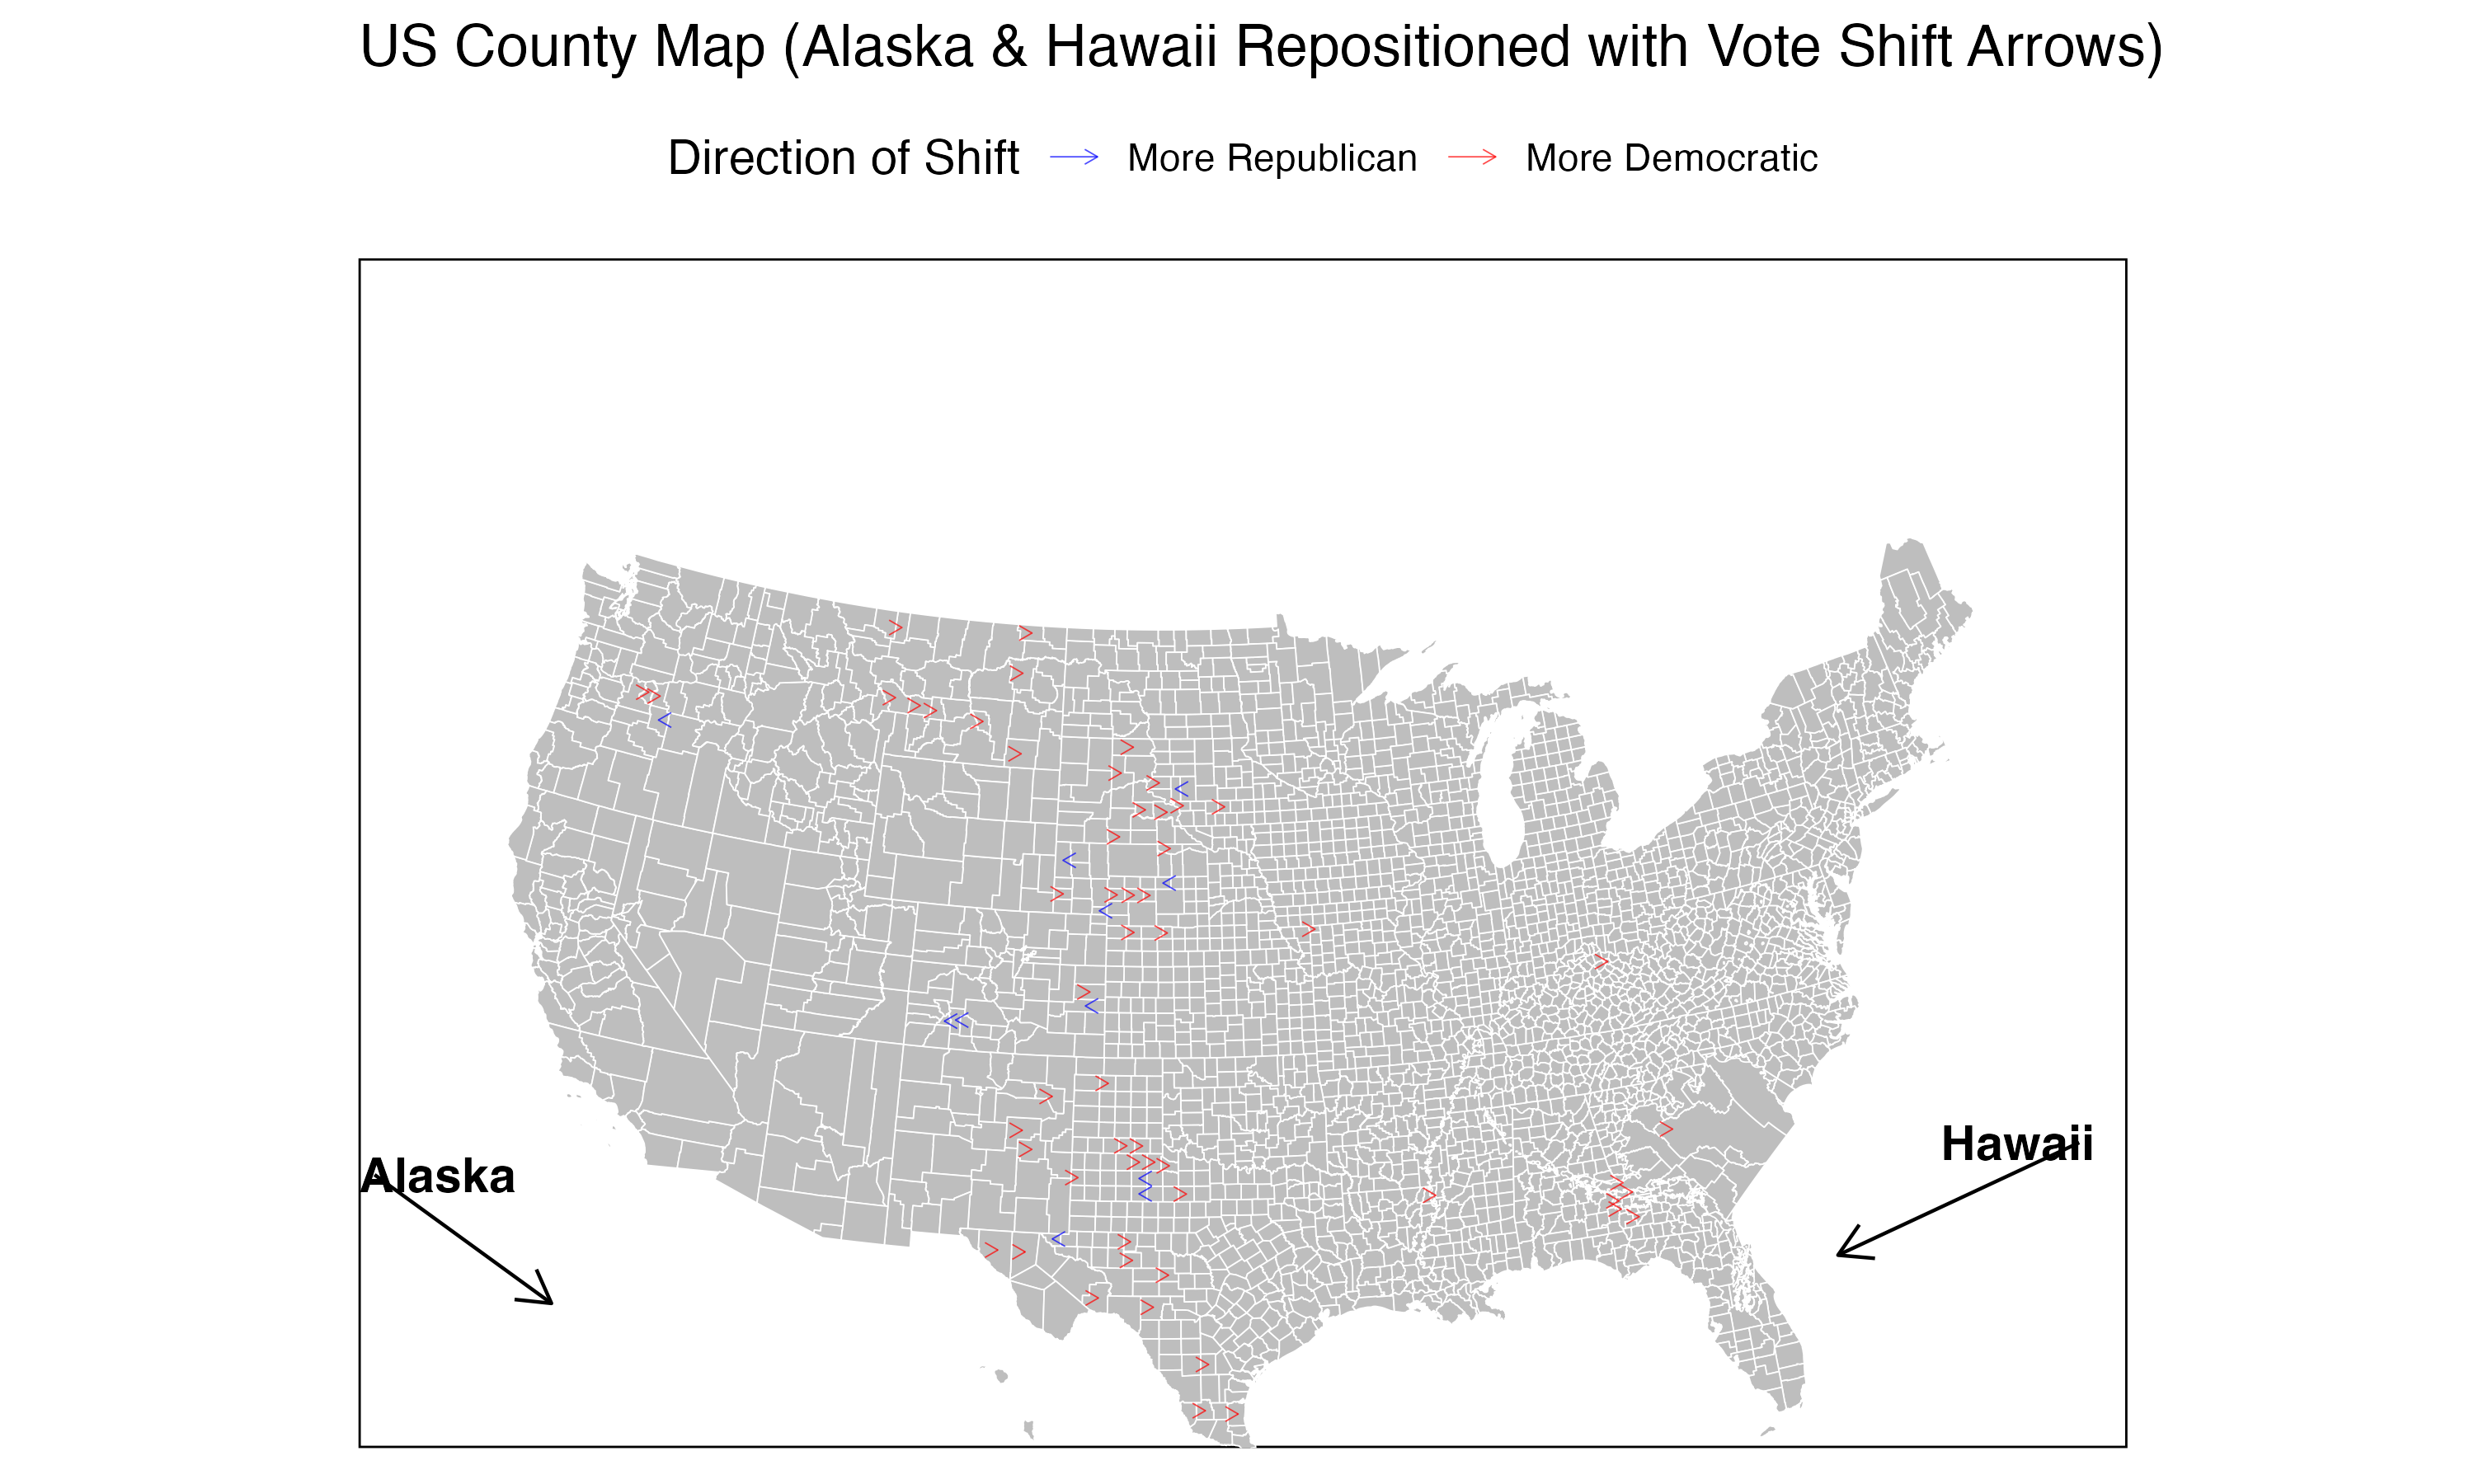 US County Map (Alaska & Hawaii Repositioned with Vote Shift Arrows)
Direction of Shift More Republican More Democratic
Hawaii
Alaska